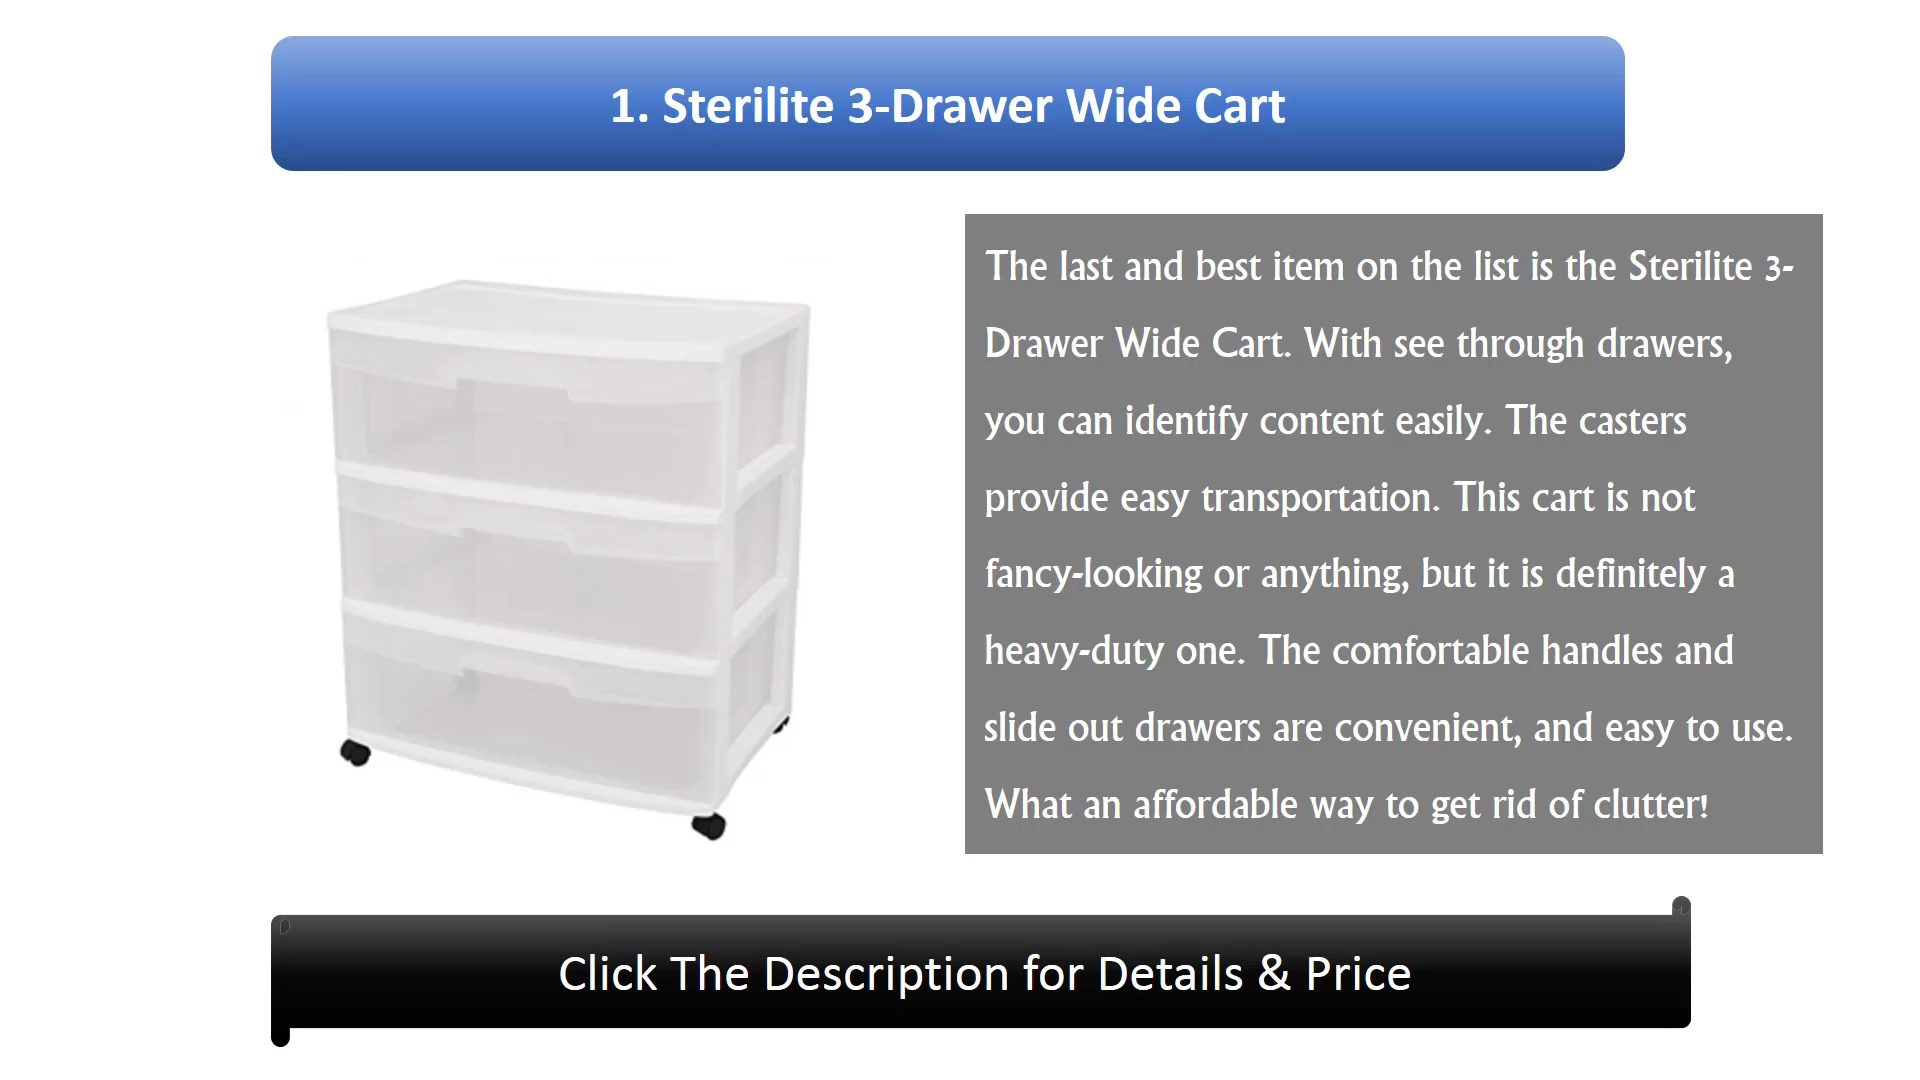 1. Sterilite 3-Drawer Wide Cart
The last and best item on the list is the Sterilite 3-
Drawer Wide Cart. With see through drawers,
you can identify content easily. The casters
provide easy transportation. This cart is not
fancy-looking or anything, but it is definitely a
heavy-duty one. The comfortable handles and
slide out drawers are convenient, and easy to use.
What an affordable way to get rid of clutter!
Click The Description for Details & Price